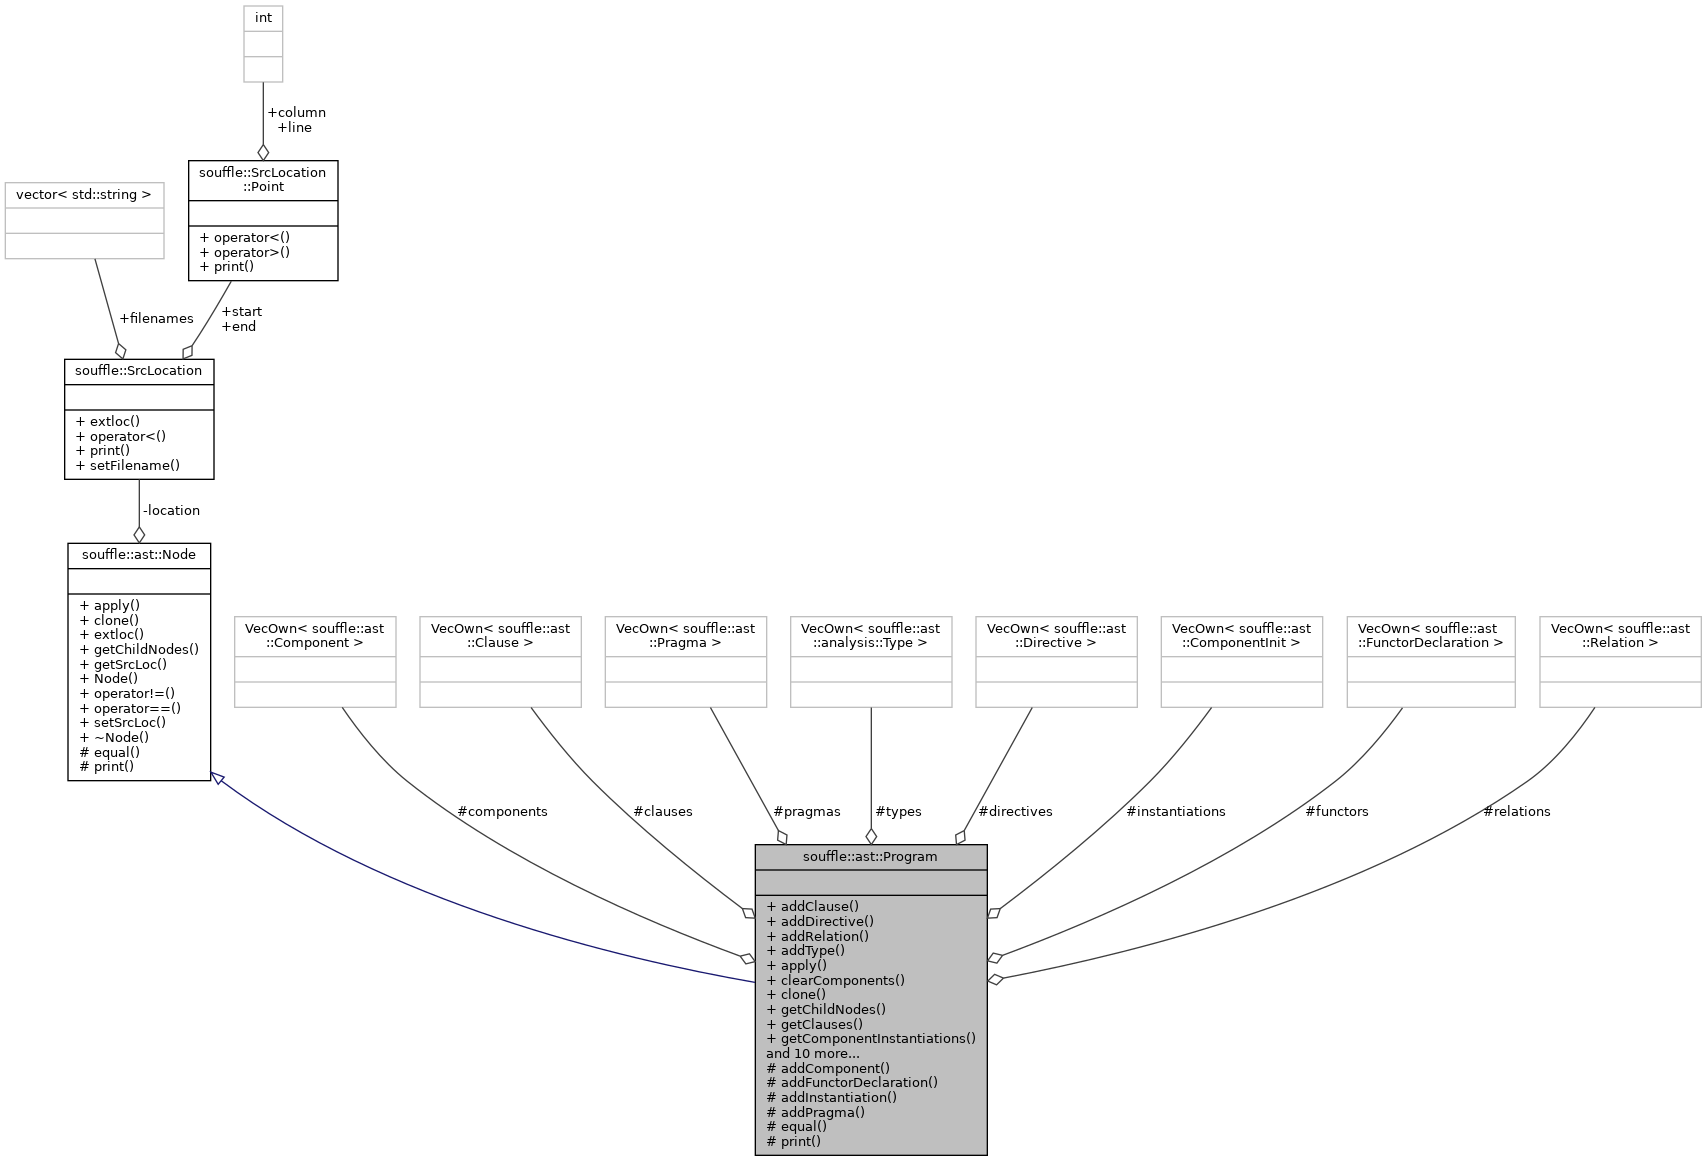 int
+column
+line
souffle::SrcLocation
::Point
+ operator<()
+ operator>()
+ print()
vector< std::string >
+filenames
+start
+end
souffle::SrcLocation
+ extloc()
+ operator<()
+ print()
+ setFilename()
-location
souffle::ast::Node
+ apply()
+ clone()
+ extloc()
+ getChildNodes()
+ getSrcLoc()
+ Node()
+ operator!=()
+ operator==()
+ setSrcLoc()
+ ~Node()
# equal()
# print()
VecOwn< souffle::ast
::Component >
VecOwn< souffle::ast
::Clause >
VecOwn< souffle::ast
::Pragma >
VecOwn< souffle::ast
::analysis::Type >
VecOwn< souffle::ast
::Directive >
VecOwn< souffle::ast
::ComponentInit >
VecOwn< souffle::ast
::FunctorDeclaration >
VecOwn< souffle::ast
::Relation >
#components
#clauses
#pragmas
#types
#directives
#instantiations
#functors
#relations
souffle::ast::Program
+ addClause()
+ addDirective()
+ addRelation()
+ addType()
+ apply()
+ clearComponents()
+ clone()
+ getChildNodes()
+ getClauses()
+ getComponentInstantiations()
and 10 more...
# addComponent()
# addFunctorDeclaration()
# addInstantiation()
# addPragma()
# equal()
# print()